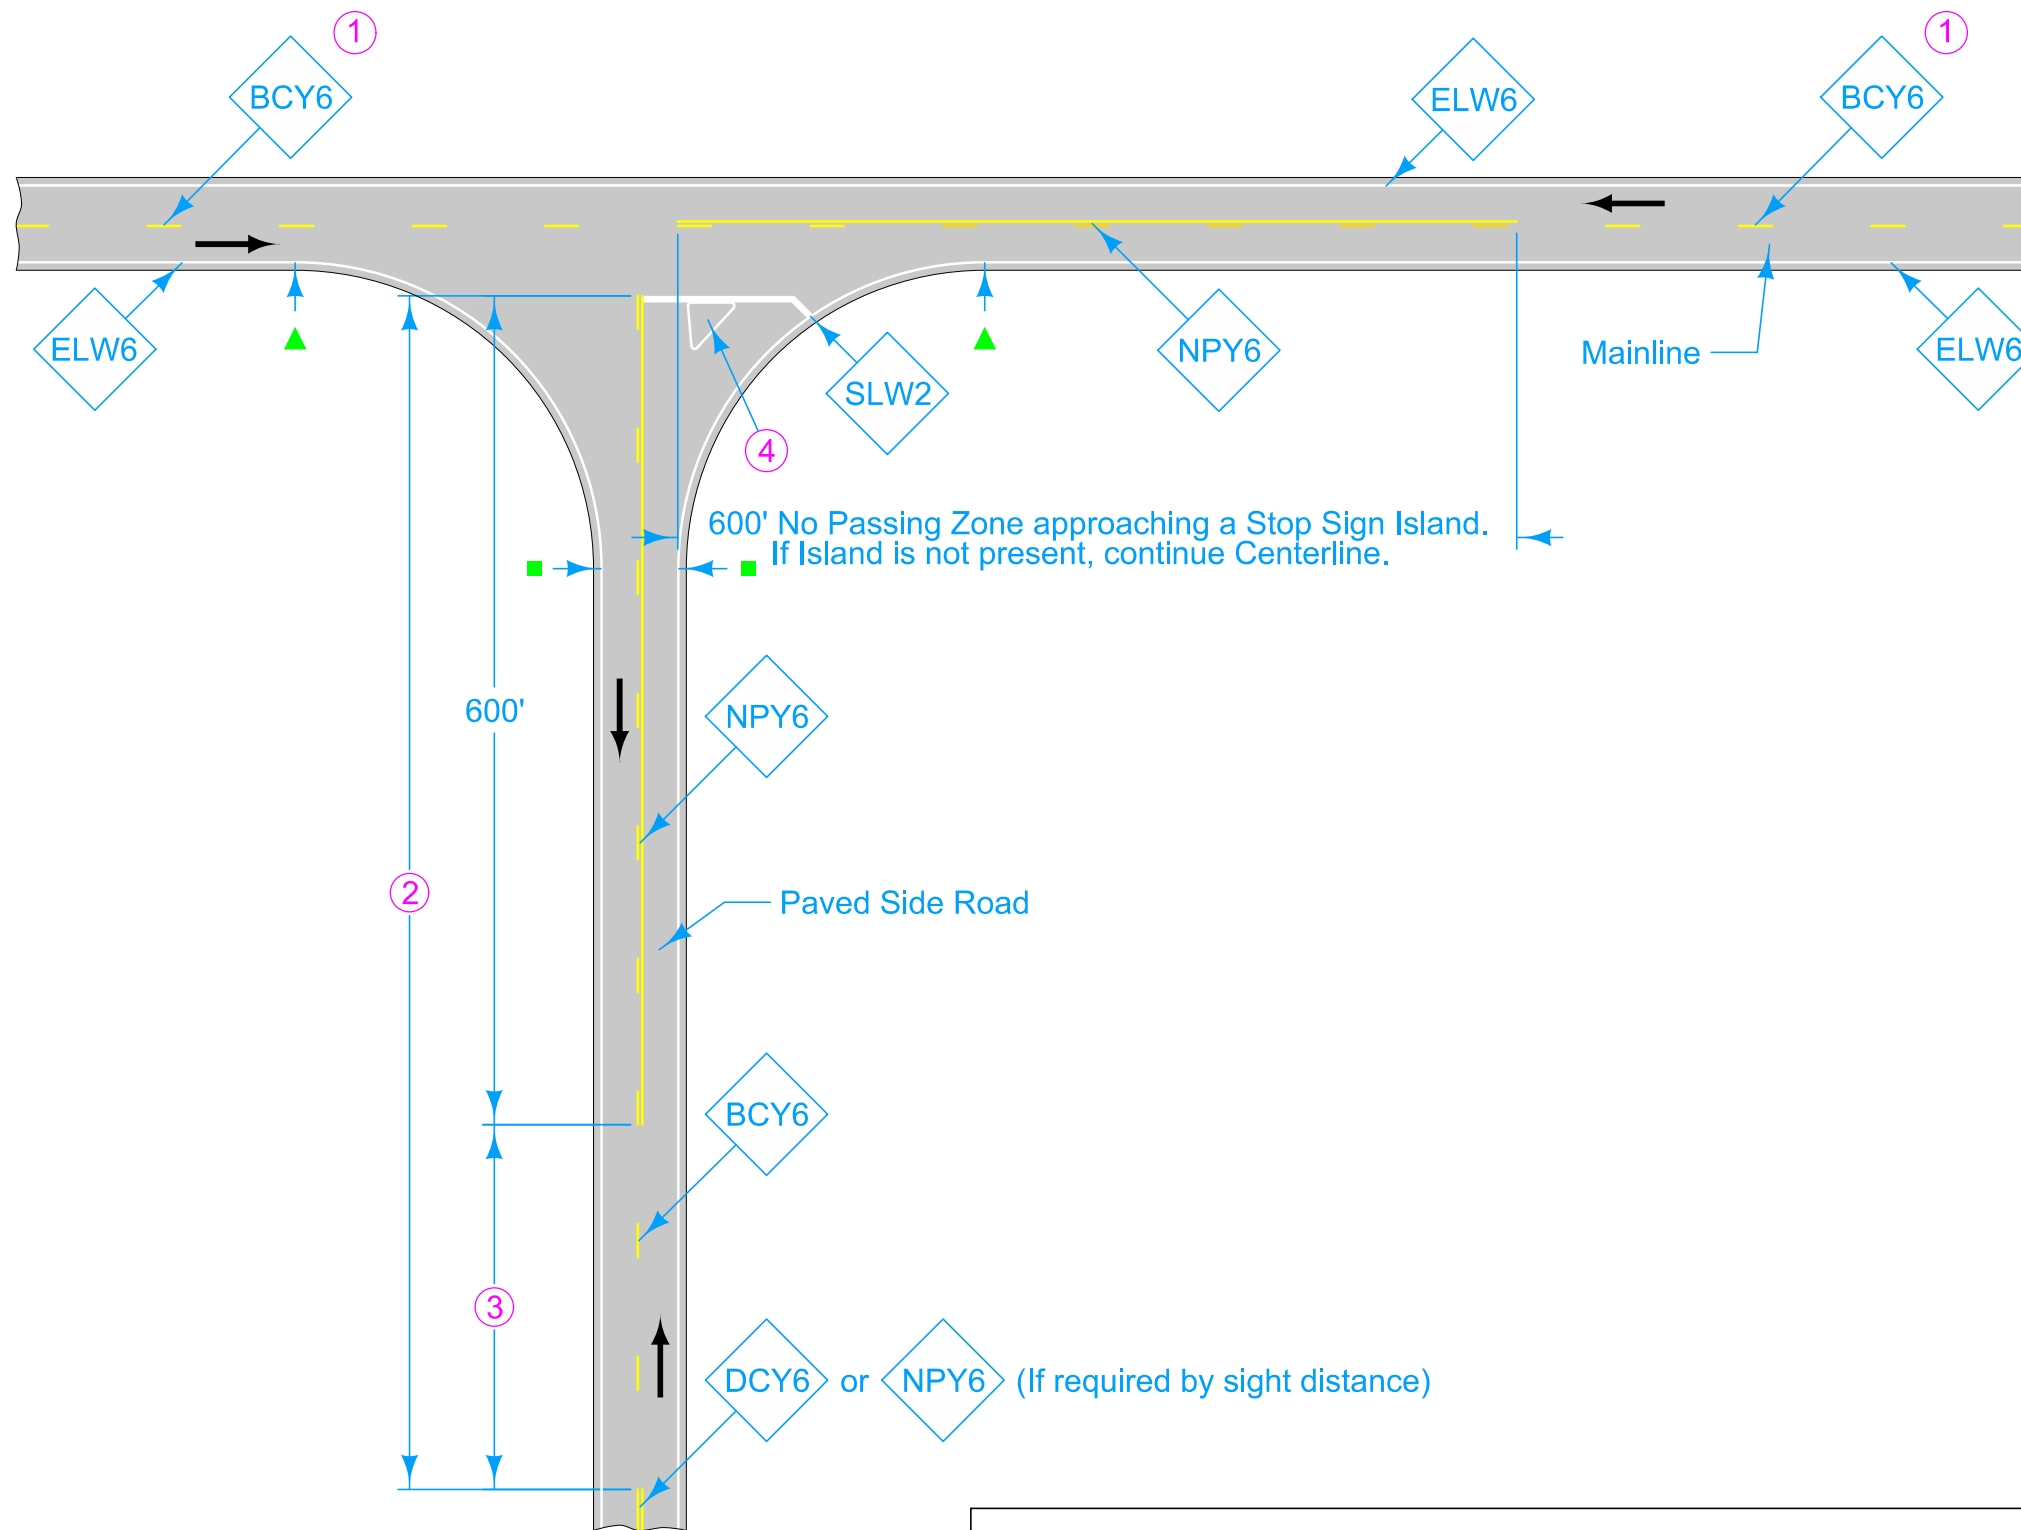 1
1
BCY6
ELW6
BCY6
ELW6
NPY6
Mainline
ELW6
SLW2
4
600' No Passing Zone approaching a Stop Sign Island.
If Island is not present, continue Centerline.
600'
NPY6
2
Paved Side Road
BCY6
3
DCY6 or NPY6 (If required by sight distance)